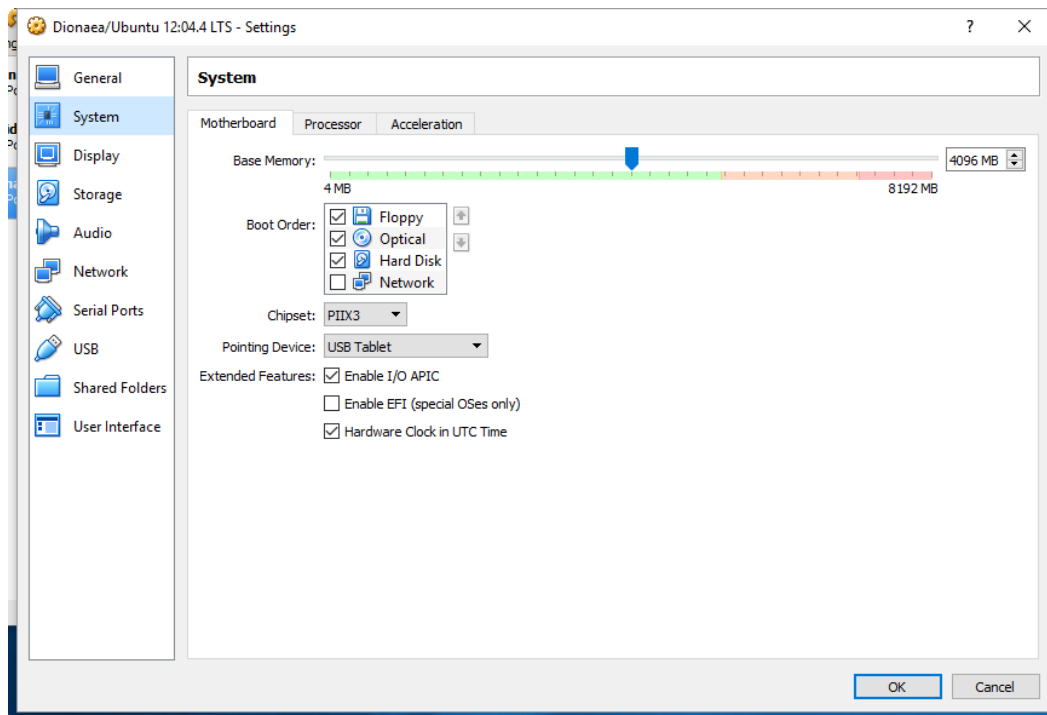 Dionaea/Ubuntu 12:04.4 LTS - Settings
?
General
System
Display
Storage
Audio
Network
Serial Ports
USB
Shared Folders
User Interface
System
Motherboard Processor Acceleration
Base Memory: 4096 MB
4 MB 8192 MB
Boot Order: Floppy
Optical
Hard Disk
Network
Chipset: PIIX3
Pointing Device: USB Tablet
Extended Features: Enable I/O APIC
Enable EFI (special OSes only)
Hardware Clock in UTC Time
OK Cancel